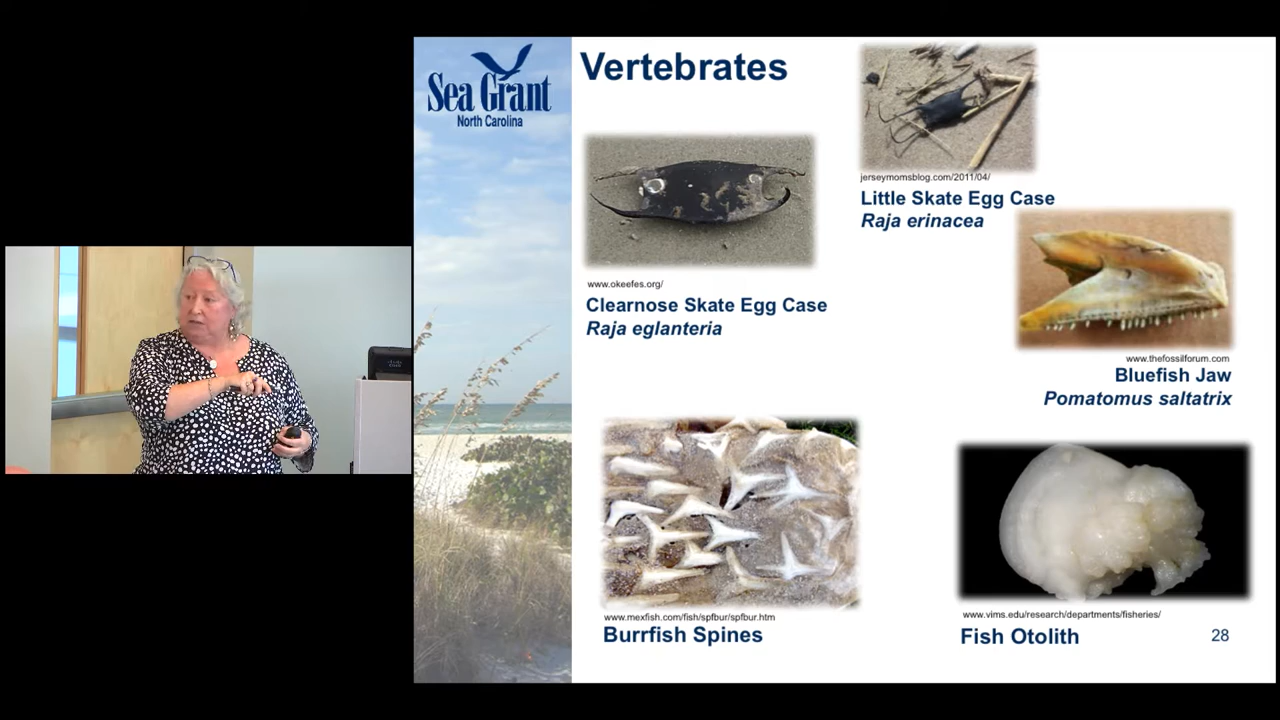 Sea Grant
North Carolina
Vertebrates
jerseymomsblog.com/2011/04/
Little Skate Egg Case
Raja erinacea
www.okeefes.org/
Clearnose Skate Egg Case
Raja eglanteria
www.thefossilforum.com
Bluefish Jaw
Pomatomus saltatrix
www.mexfish.com/fish/spfbur/spfbur.htm
Burrfish Spines
www.vims.edu/research/departments/fisheries/
Fish Otolith
28